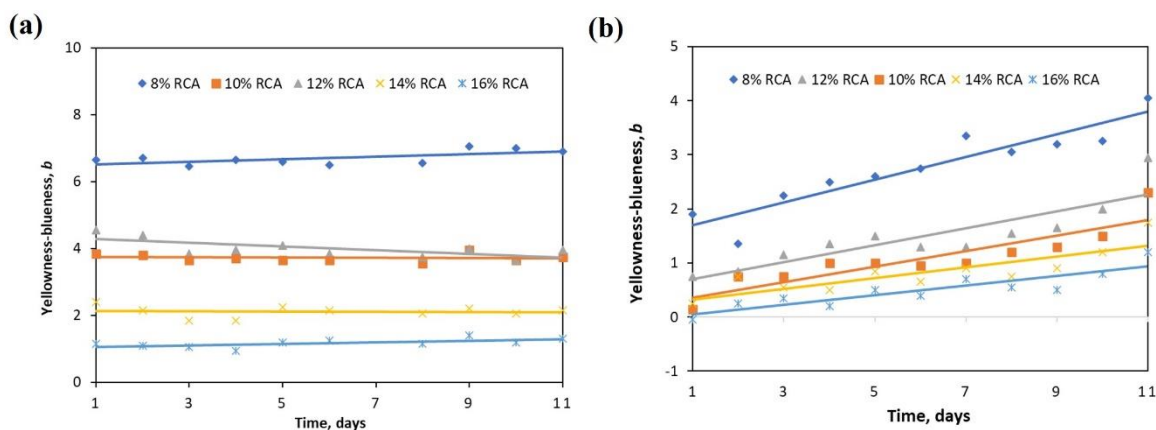 (a)
10
8% RCA 10% RCA 12% RCA 14% RCA 16% RCA
8
6
4
2
0
Yellowness-blueness, b
1 3 5 7 9 11
Time, days
(b)
5
8% RCA 12% RCA 10% RCA 14% RCA 16% RCA
4
3
2
1
0
-1
Yellowness-blueness, b
1 3 5 7 9 11
Time, days